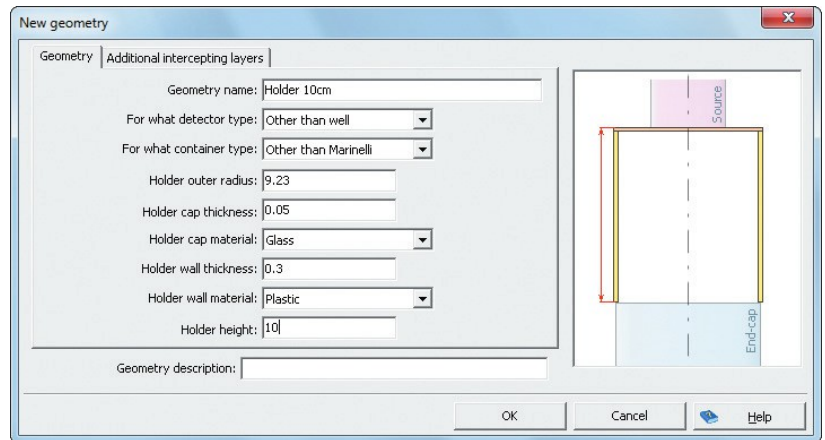 New geometry
Geometry
Additional intercepting layers
Geometry name: Holder 10cm
For what detector type: Other than well
For what container type: Other than Marinelli
Holder outer radius: 9.23
Holder cap thickness: 0.05
Holder cap material: Glass
Holder wall thickness: 0.3
Holder wall material: Plastic
Holder height: 10
Geometry description:
Source
End-cap
OK
Cancel
Help